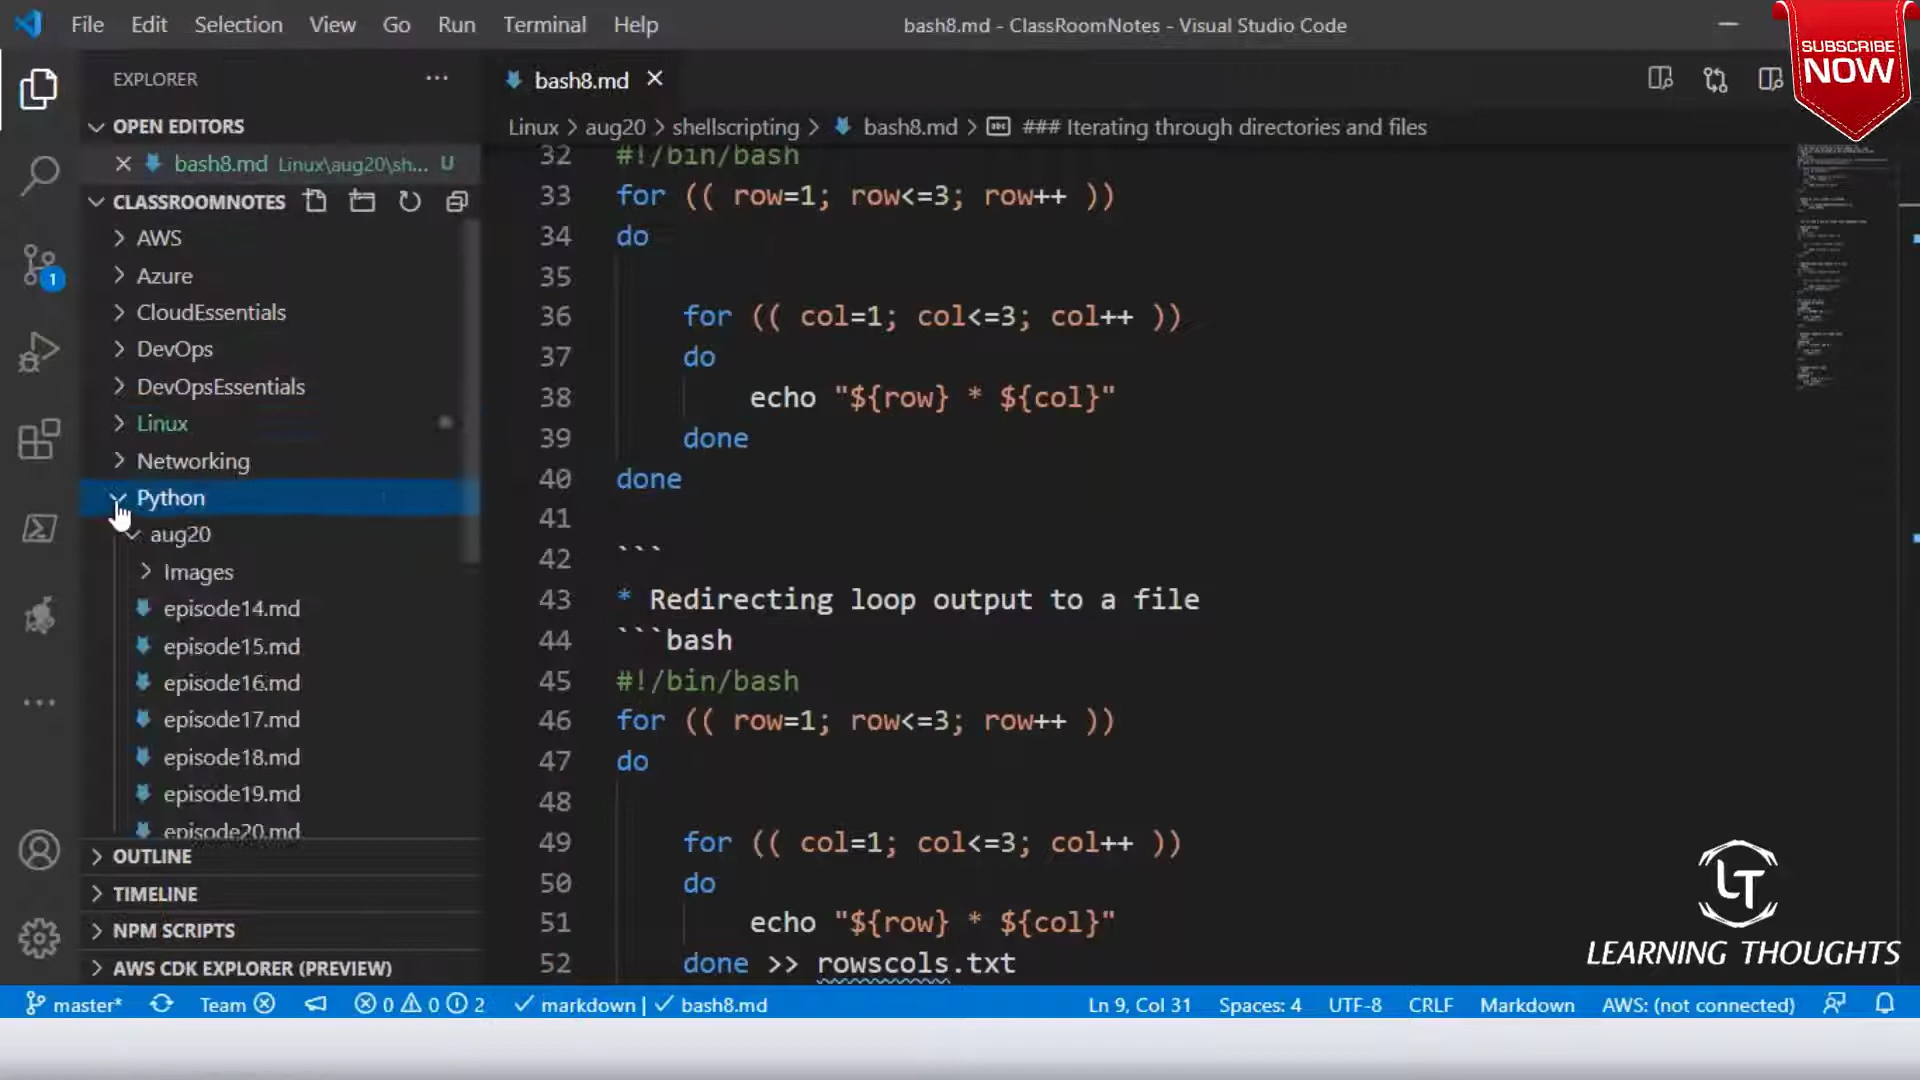 File Edit Selection View Go Run Terminal Help
bash8.md - ClassRoomNotes - Visual Studio Code
SUBSCRIBE
NOW
EXPLORER
bash8.md
OPEN EDITORS
bash8.md Linux\aug20\sh... U
CLASSROOMNOTES
AWS
Azure
CloudEssentials
DevOps
DevOpsEssentials
Linux
Networking
Python
aug20
Images
episode14.md
episode15.md
episode16.md
episode17.md
episode18.md
episode19.md
episode20.md
OUTLINE
TIMELINE
NPM SCRIPTS
AWS CDK EXPLORER (PREVIEW)
1
Linux > aug20 > shellscripting > bash8.md > ### Iterating through directories and files
32 #!/bin/bash
33 for (( row=1; row<=3; row++ ))
34 do
35
36 for (( col=1; col<=3; col++ ))
37 do
38 echo "${row} * ${col}"
39 done
40 done
41
42 ```
43 * Redirecting loop output to a file
44 ```bash
45 #!/bin/bash
46 for (( row=1; row<=3; row++ ))
47 do
48
49 for (( col=1; col<=3; col++ ))
50 do
51 echo "${row} * ${col}"
52 done >> rowscols.txt
LT
LEARNING THOUGHTS
master* Team 0 0 2 markdown | bash8.md Ln 9, Col 31 Spaces: 4 UTF-8 CRLF Markdown AWS: (not connected)